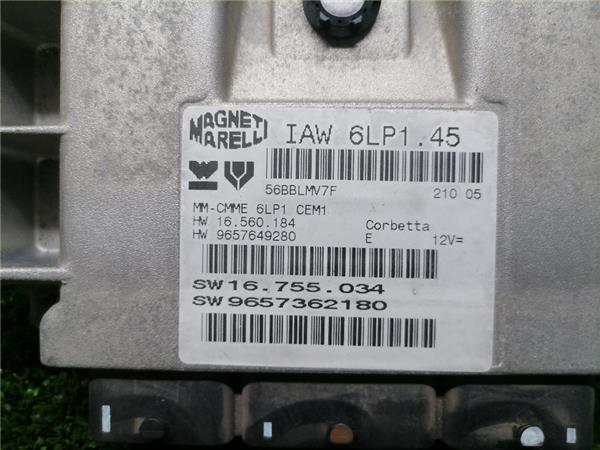 MAGNETI
MARELLI
IAW 6LP1.45
56BBLMV7F
210 05
MM-CMME 6LP1 CEM1
HW 16.560.184
Corbetta
HW 9657649280
E
12V=
SW16.755.034
SW9657362180